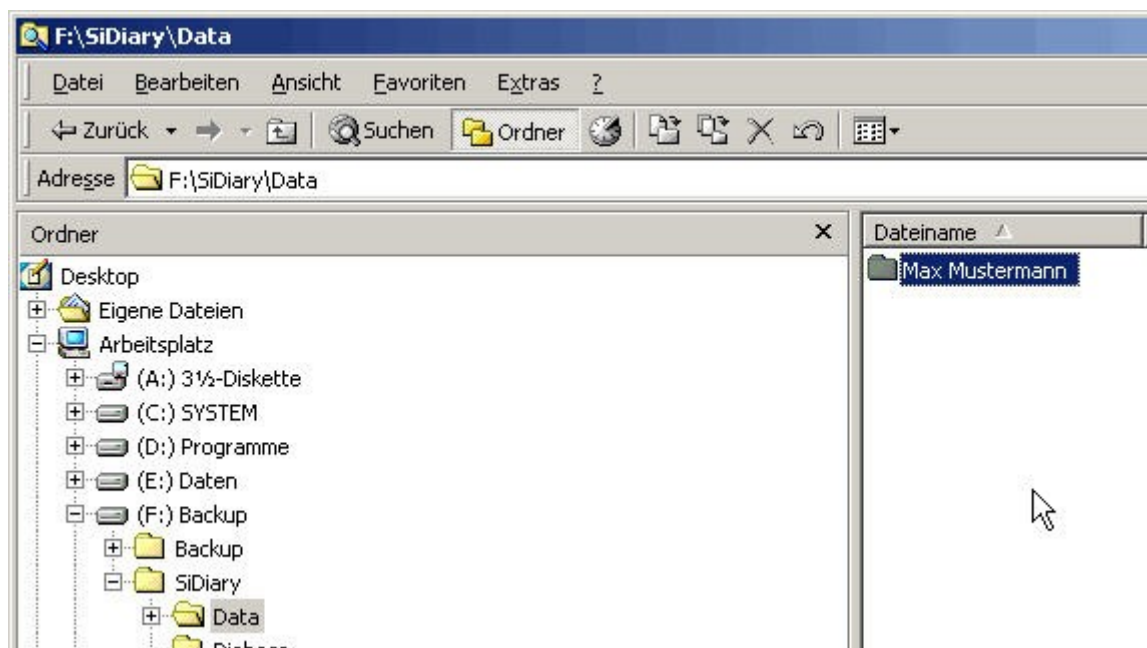 F:\SiDiary\Data
Datei Bearbeiten Ansicht Favoriten Extras ?
Zurück Suchen Ordner
Adresse F:\SiDiary\Data
Ordner
Desktop
Eigene Dateien
Arbeitsplatz
(A:) 3½-Diskette
(C:) SYSTEM
(D:) Programme
(E:) Daten
(F:) Backup
Backup
SiDiary
Data
Dateiname
Max Mustermann